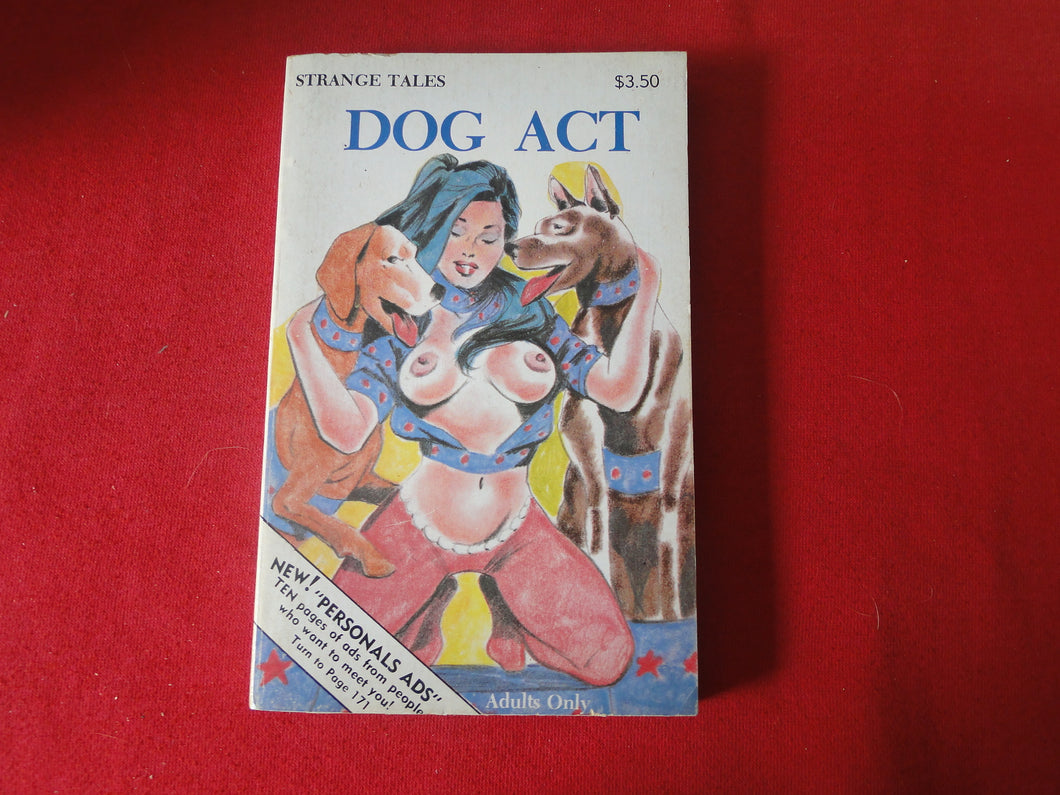 STRANGE TALES
$3.50
DOG ACT
NEW! "PERSONALS ADS"
TEN pages of ads from people
who want to meet you!
Turn to Page 171
Adults Only